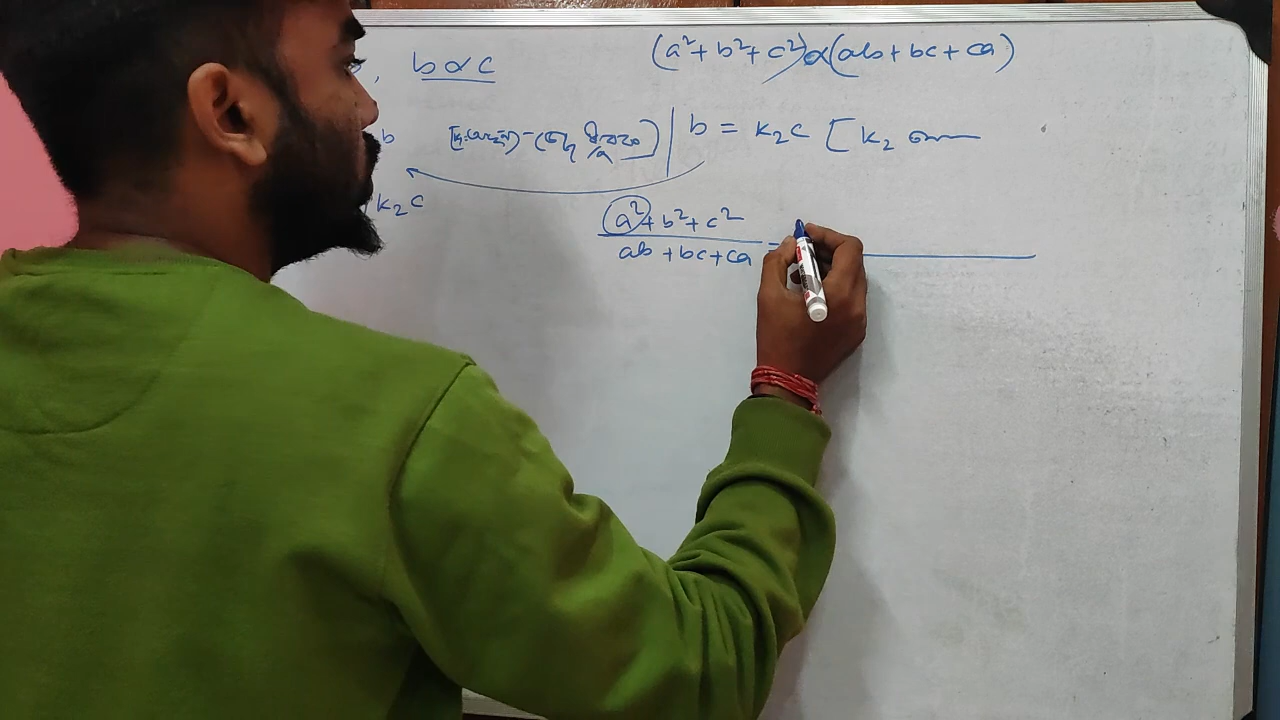 , b ∝ c
(a²+ b²+ c²) ∝ (ab + bc + ca)
b
b = k₂c [ k₂
k₂c
a² + b² + c²
ab + bc + ca =